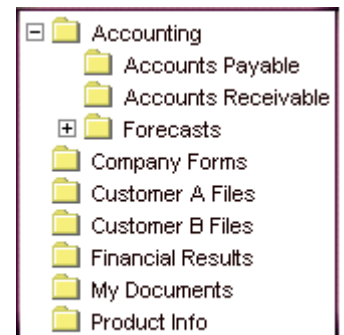 Accounting
Accounts Payable
Accounts Receivable
Forecasts
Company Forms
Customer A Files
Customer B Files
Financial Results
My Documents
Product Info